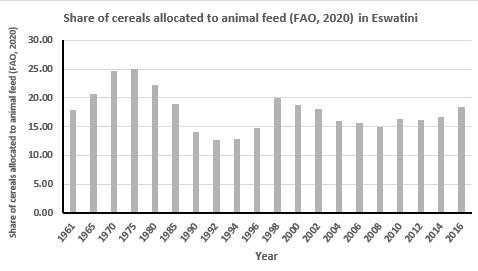 Share of cereals allocated to animal feed (FAO, 2020) in Eswatini
Share of cereals allocated to animal feed (FAO, 2020)
30.00
25.00
20.00
15.00
10.00
5.00
0.00
1961 1965 1970 1975 1980 1985 1990 1992 1994 1996 1998 2000 2002 2004 2006 2008 2010 2012 2014 2016
Year